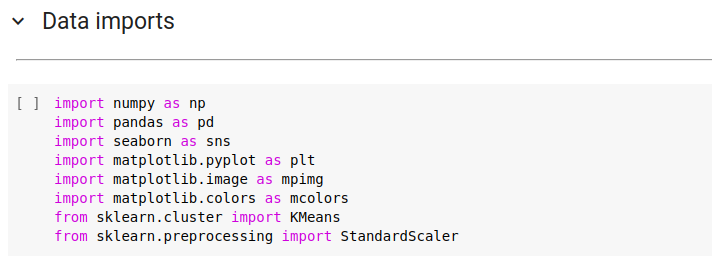 Data imports
[ ] import numpy as np
import pandas as pd
import seaborn as sns
import matplotlib.pyplot as plt
import matplotlib.image as mpimg
import matplotlib.colors as mcolors
from sklearn.cluster import KMeans
from sklearn.preprocessing import StandardScaler